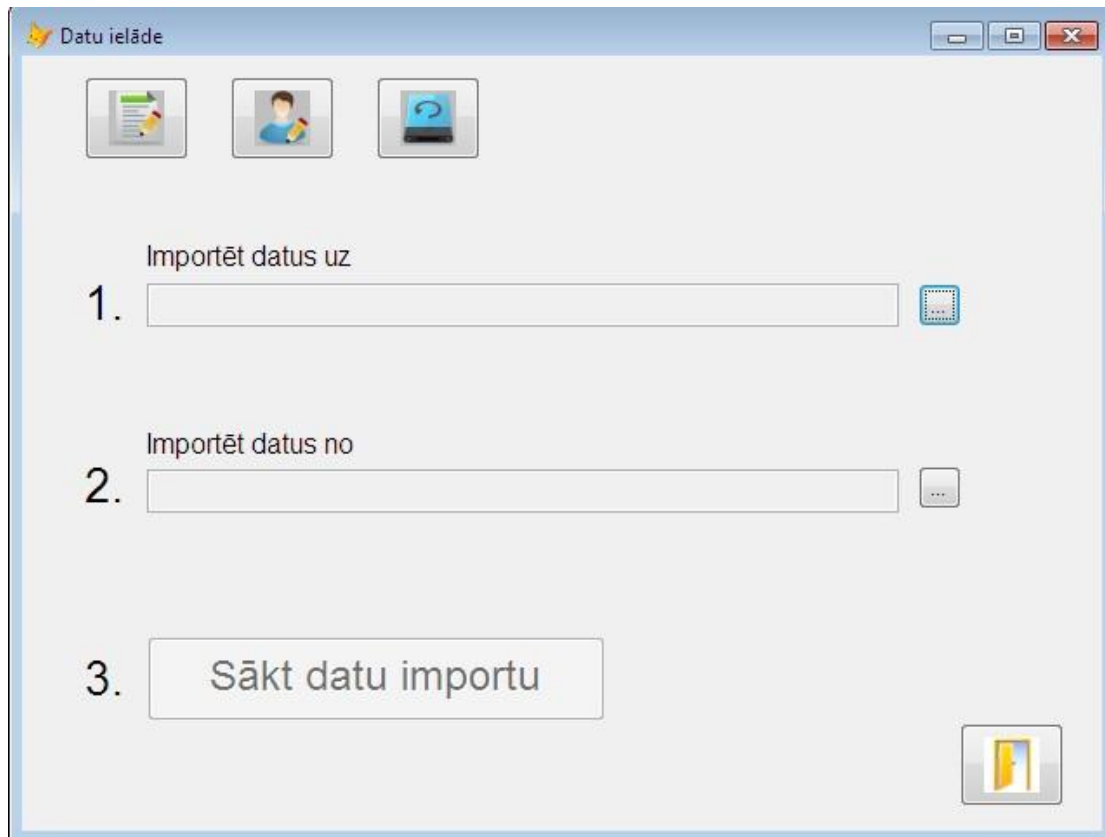 Datu ielāde
Importēt datus uz
1.
...
Importēt datus no
2.
...
3. Sākt datu importu